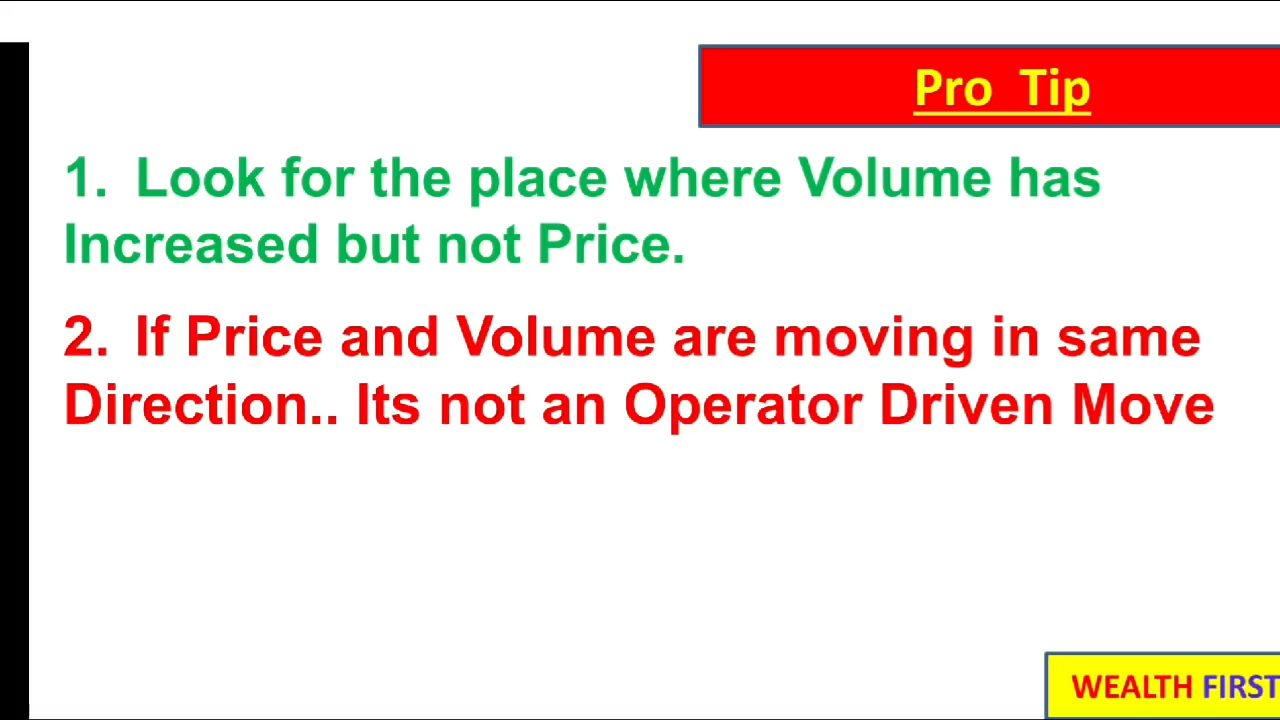 Pro Tip
1. Look for the place where Volume has
Increased but not Price.
2. If Price and Volume are moving in same
Direction.. Its not an Operator Driven Move
WEALTH FIRST